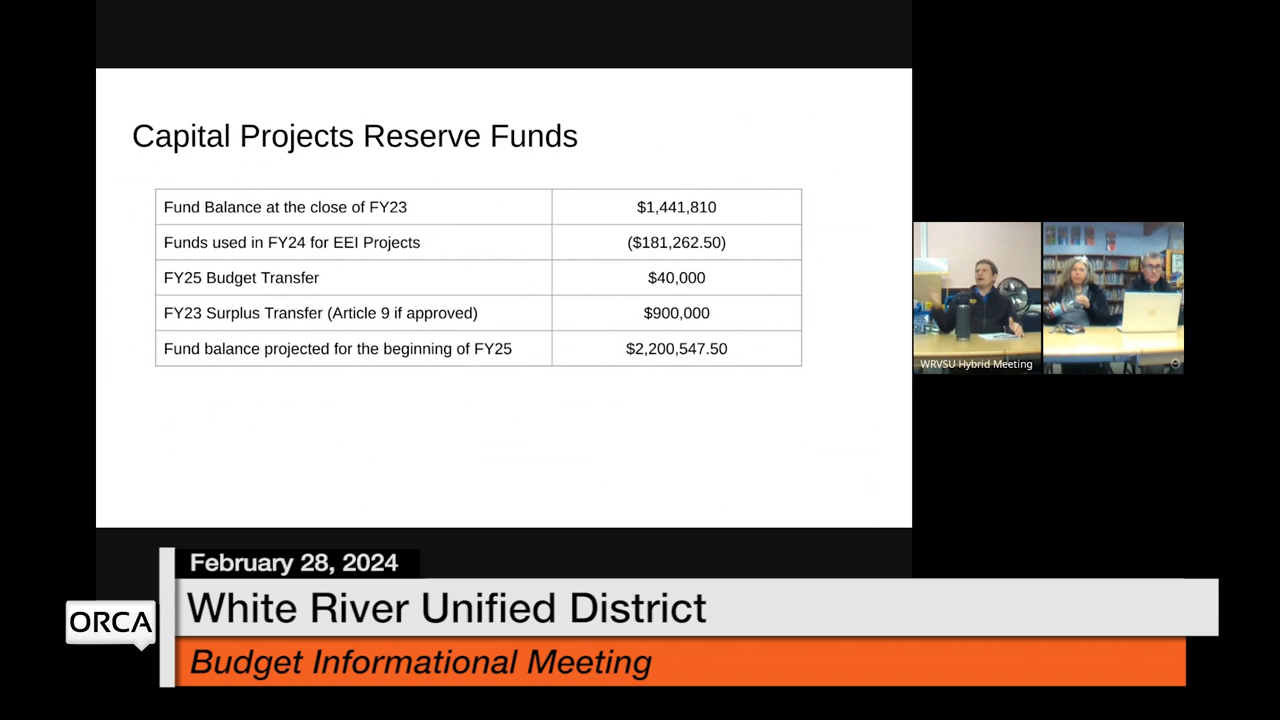 Capital Projects Reserve Funds
Fund Balance at the close of FY23 $1,441,810
Funds used in FY24 for EEI Projects ($181,262.50)
FY25 Budget Transfer $40,000
FY23 Surplus Transfer (Article 9 if approved) $900,000
Fund balance projected for the beginning of FY25 $2,200,547.50
WRVSU Hybrid Meeting
February 28, 2024
ORCA
White River Unified District
Budget Informational Meeting